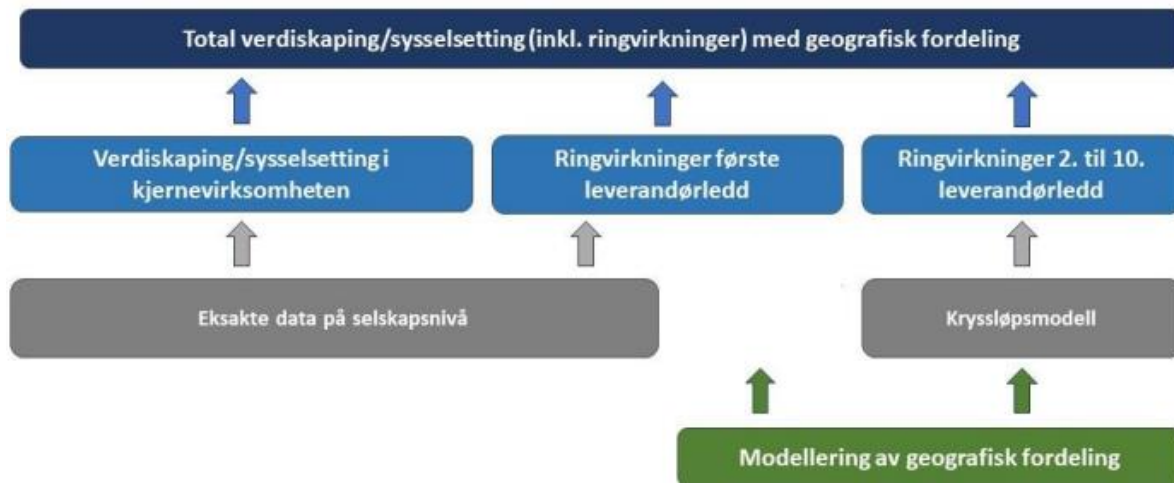 Total verdiskaping/sysselsetting (inkl. ringvirkninger) med geografisk fordeling
Verdiskaping/sysselsetting i
kjernevirksomheten
Ringvirkninger første
leverandørledd
Ringvirkninger 2. til 10.
leverandørledd
Eksakte data på selskapsnivå
Kryssløpsmodell
Modellering av geografisk fordeling